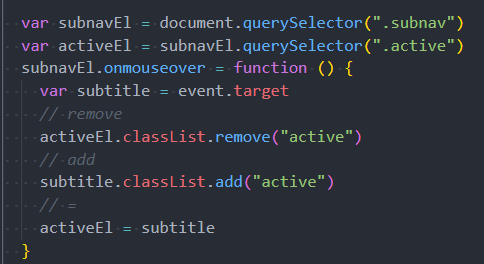 var subnavEl = document.querySelector(".subnav")
var activeEl = subnavEl.querySelector(".active")
subnavEl.onmouseover = function () {
  var subtitle = event.target
  // remove
  activeEl.classList.remove("active")
  // add
  subtitle.classList.add("active")
  // =
  activeEl = subtitle
}